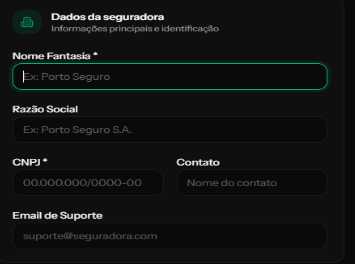 Dados da seguradora
Informações principais e identificação
Nome Fantasia *
Ex: Porto Seguro
Razão Social
Ex: Porto Seguro S.A.
CNPJ * Contato
00.000.000/0000-00 Nome do contato
Email de Suporte
suporte@seguradora.com